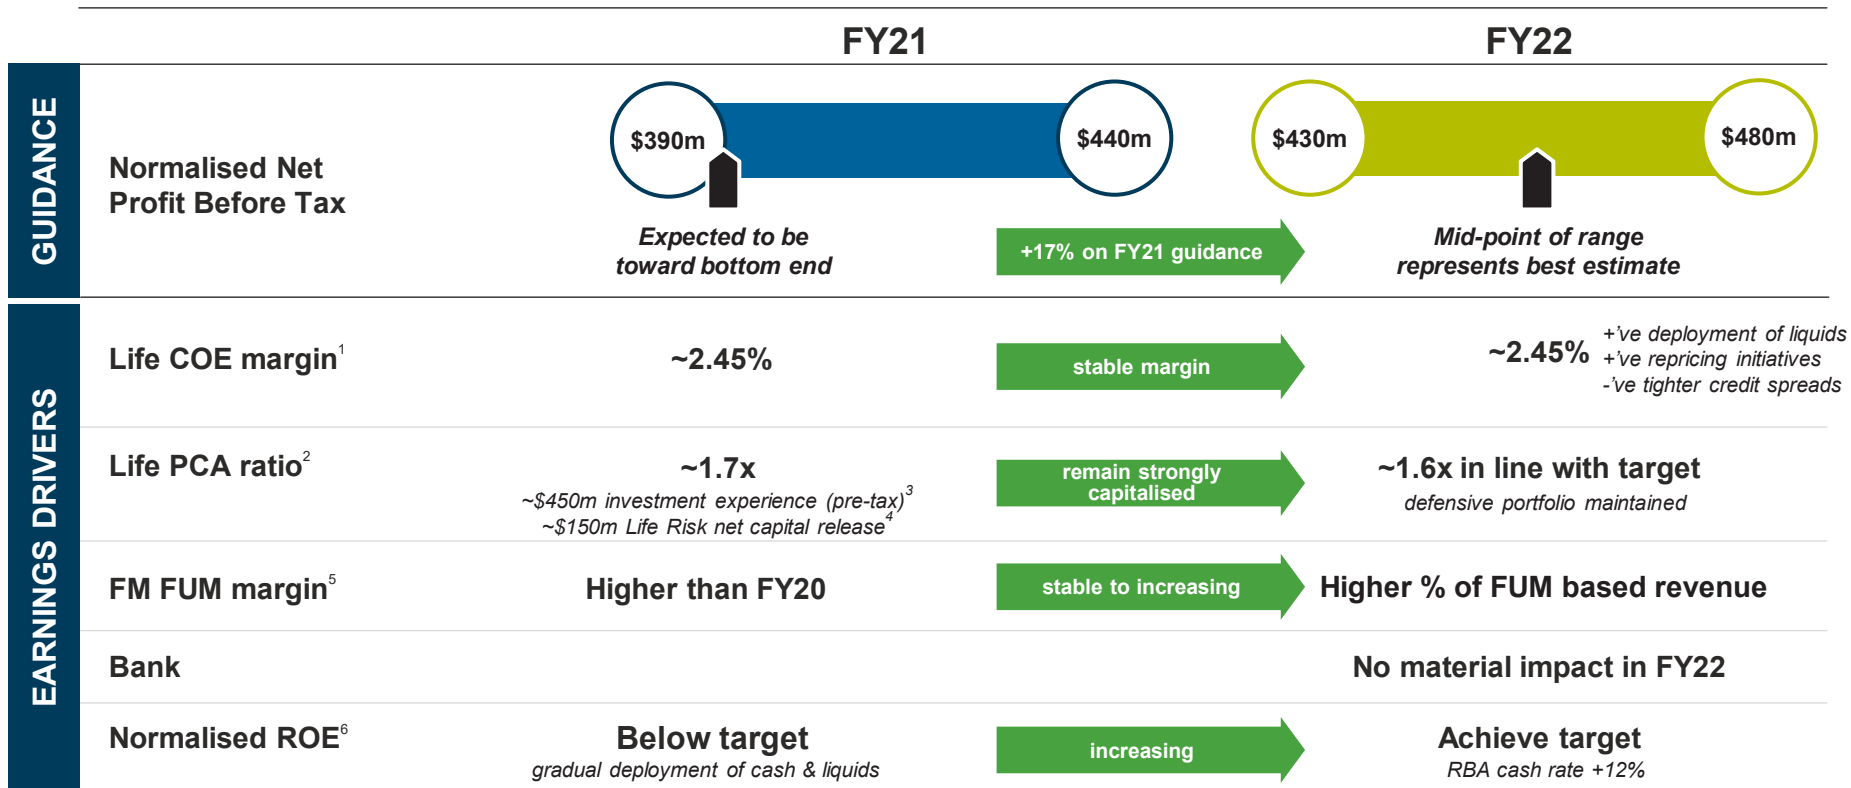 FY21
FY22
GUIDANCE
Normalised Net
Profit Before Tax
$390m
$440m
$430m
$480m
Expected to be
toward bottom end
+17% on FY21 guidance
Mid-point of range
represents best estimate
EARNINGS DRIVERS
Life COE margin1
~2.45%
stable margin
~2.45%
+'ve deployment of liquids
+'ve repricing initiatives
-'ve tighter credit spreads
Life PCA ratio2
~1.7x
~$450m investment experience (pre-tax)3
~$150m Life Risk net capital release4
remain strongly
capitalised
~1.6x in line with target
defensive portfolio maintained
FM FUM margin5
Higher than FY20
stable to increasing
Higher % of FUM based revenue
Bank
No material impact in FY22
Normalised ROE6
Below target
gradual deployment of cash & liquids
increasing
Achieve target
RBA cash rate +12%